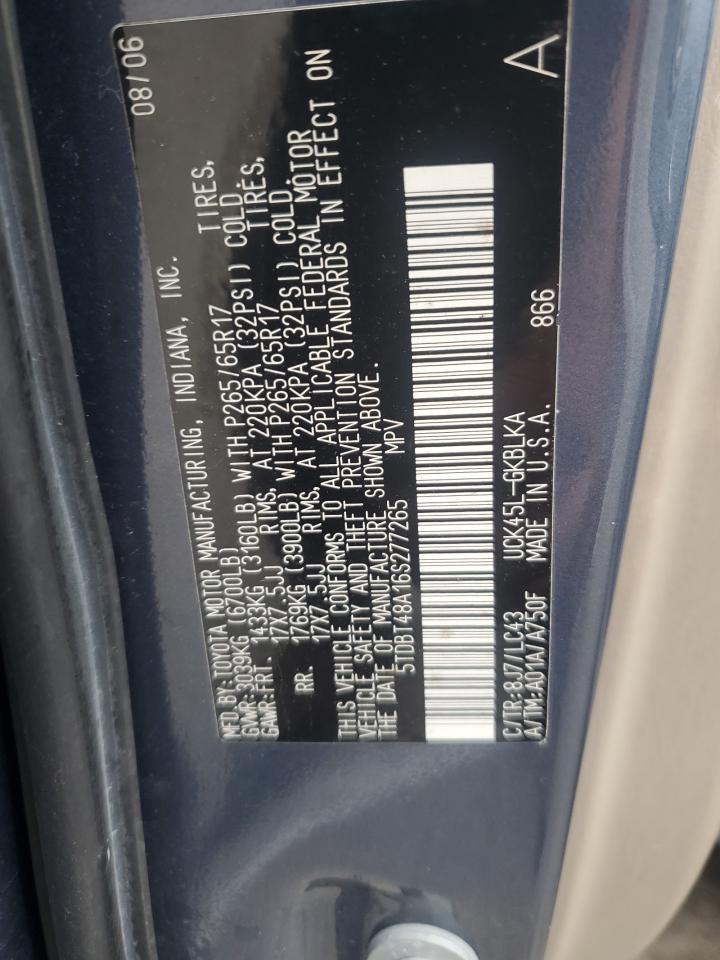 MFD.BY:TOYOTA MOTOR MANUFACTURING, INDIANA, INC. 08/06
GVWR:3039KG(6700LB)
GAWR:FRT. 1433KG (3160LB) WITH P265/65R17 TIRES,
17X7.5JJ RIMS, AT 220KPA (32PSI) COLD
RR. 1769KG (3900LB) WITH P265/65R17 TIRES,
17X7.5JJ RIMS, AT 220KPA (32PSI) COLD
THIS VEHICLE CONFORMS TO ALL APPLICABLE FEDERAL MOTOR
VEHICLE SAFETY AND THEFT PREVENTION STANDARDS IN EFFECT ON
THE DATE OF MANUFACTURE SHOWN ABOVE.
5TDBT48A16S277265 MPV
C/TR:8J7/LC43 UCK45L-GKBLKA
A/TM:A01A/A750F MADE IN U.S.A. 866 A